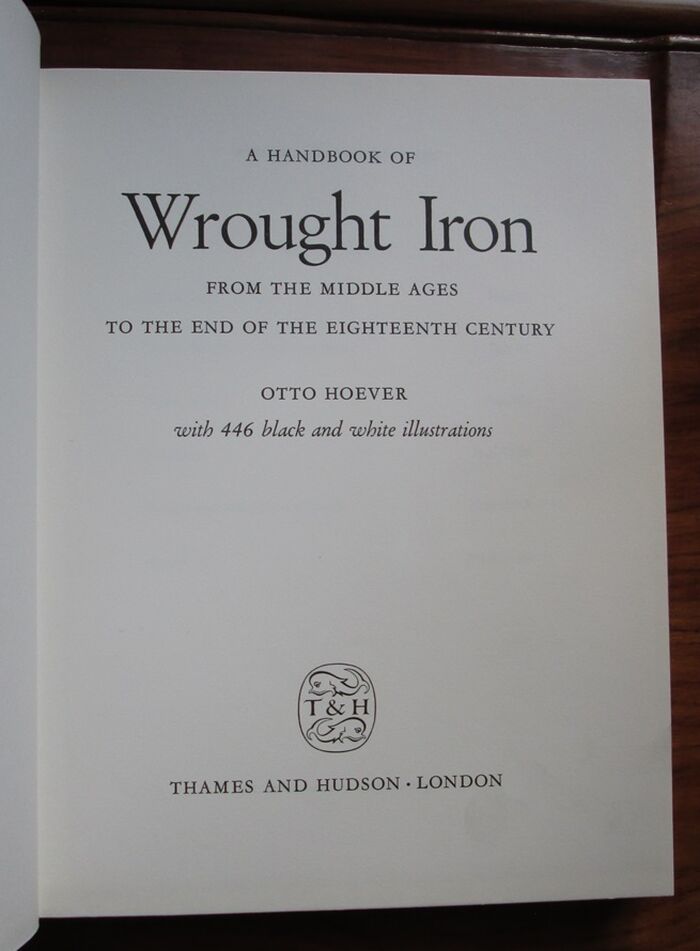 A HANDBOOK OF
Wrought Iron
FROM THE MIDDLE AGES
TO THE END OF THE EIGHTEENTH CENTURY
OTTO HOEVER
with 446 black and white illustrations
T & H
THAMES AND HUDSON · LONDON